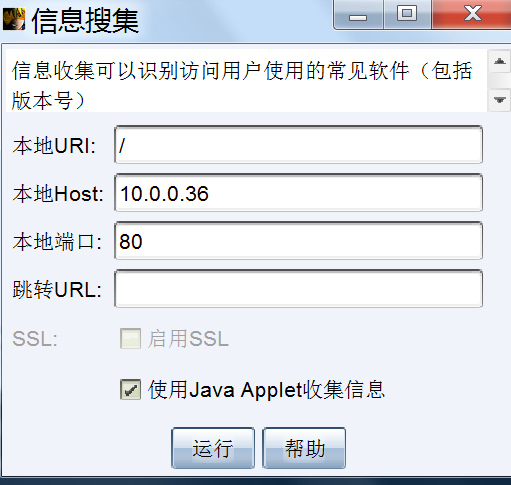 信息搜集
信息收集可以识别访问用户使用的常见软件（包括
版本号）
本地URI: /
本地Host: 10.0.0.36
本地端口: 80
跳转URL:
SSL: 启用SSL
使用Java Applet收集信息
运行 帮助